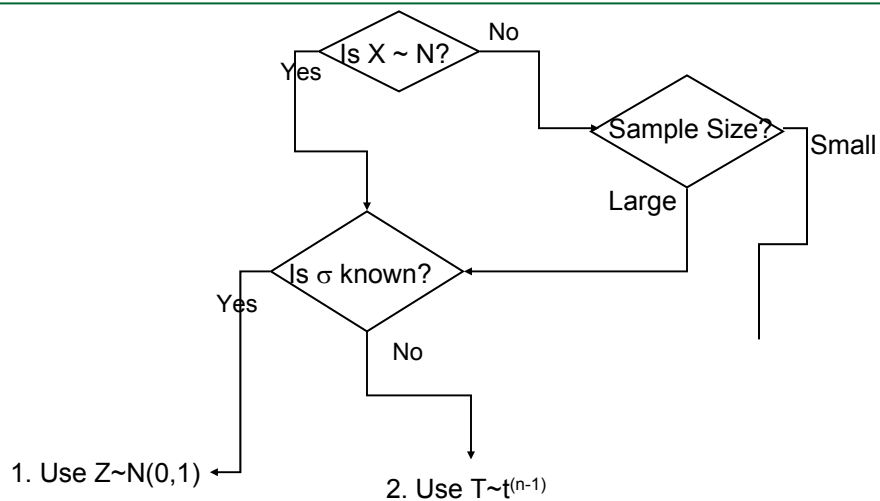 Is X ~ N?
No
Yes
Sample Size?
Small
Large
Is σ known?
Yes
No
1. Use Z~N(0,1)
2. Use T~t(n-1)